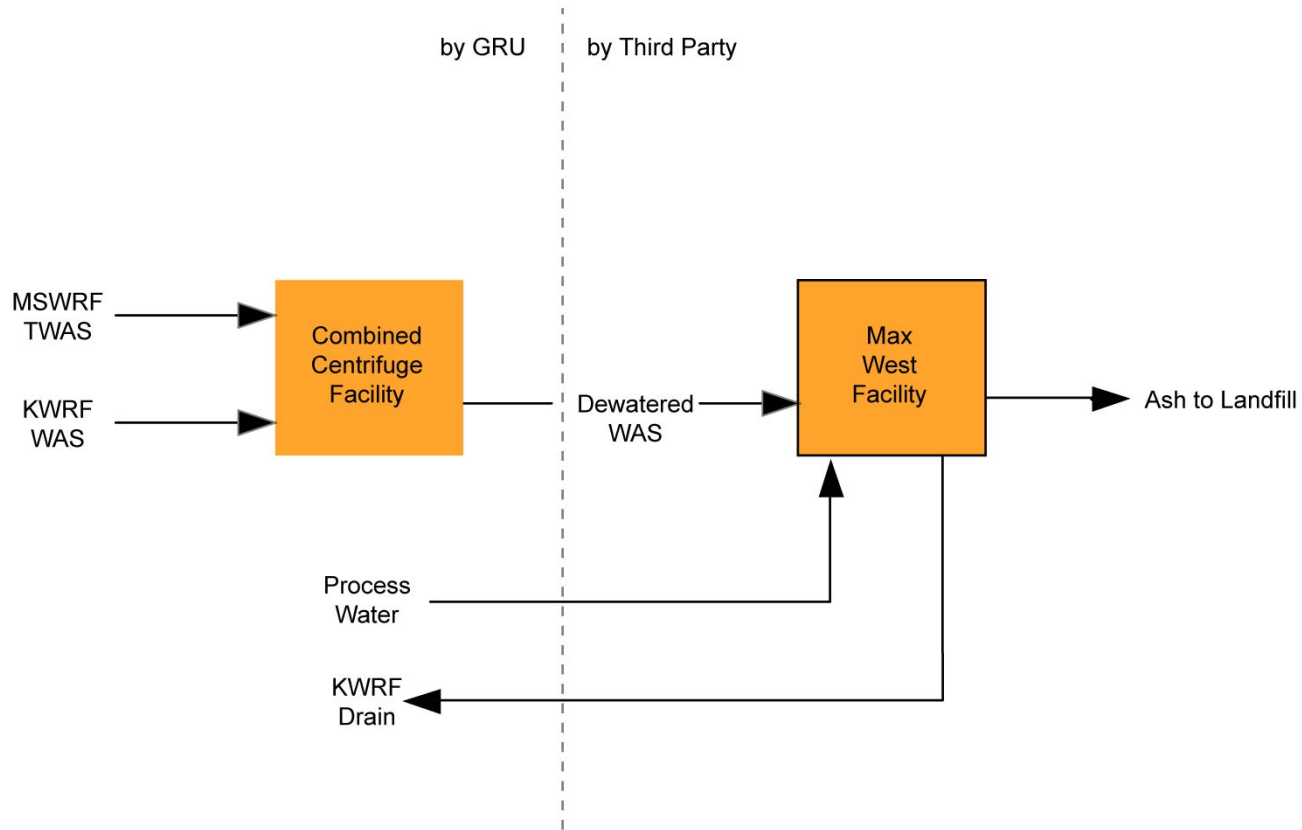 by GRU
by Third Party
MSWRF
TWAS
KWRF
WAS
Combined
Centrifuge
Facility
Dewatered
WAS
Max
West
Facility
Ash to Landfill
Process
Water
KWRF
Drain